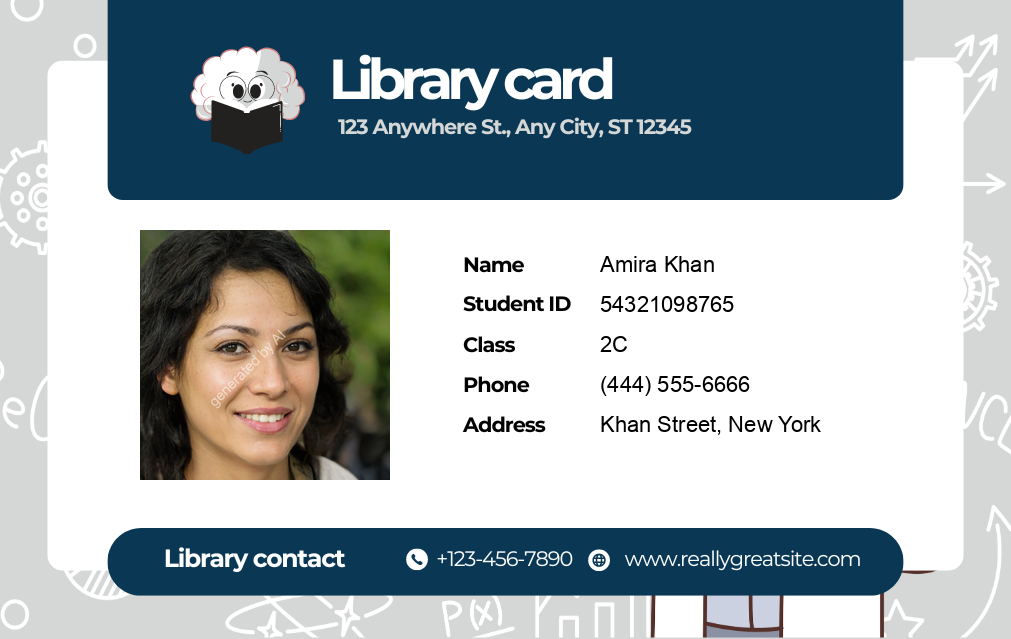 Library card
123 Anywhere St., Any City, ST 12345
generated by AI
Name Amira Khan
Student ID 54321098765
Class 2C
Phone (444) 555-6666
Address Khan Street, New York
Library contact +123-456-7890 www.reallygreatsite.com
P(x)